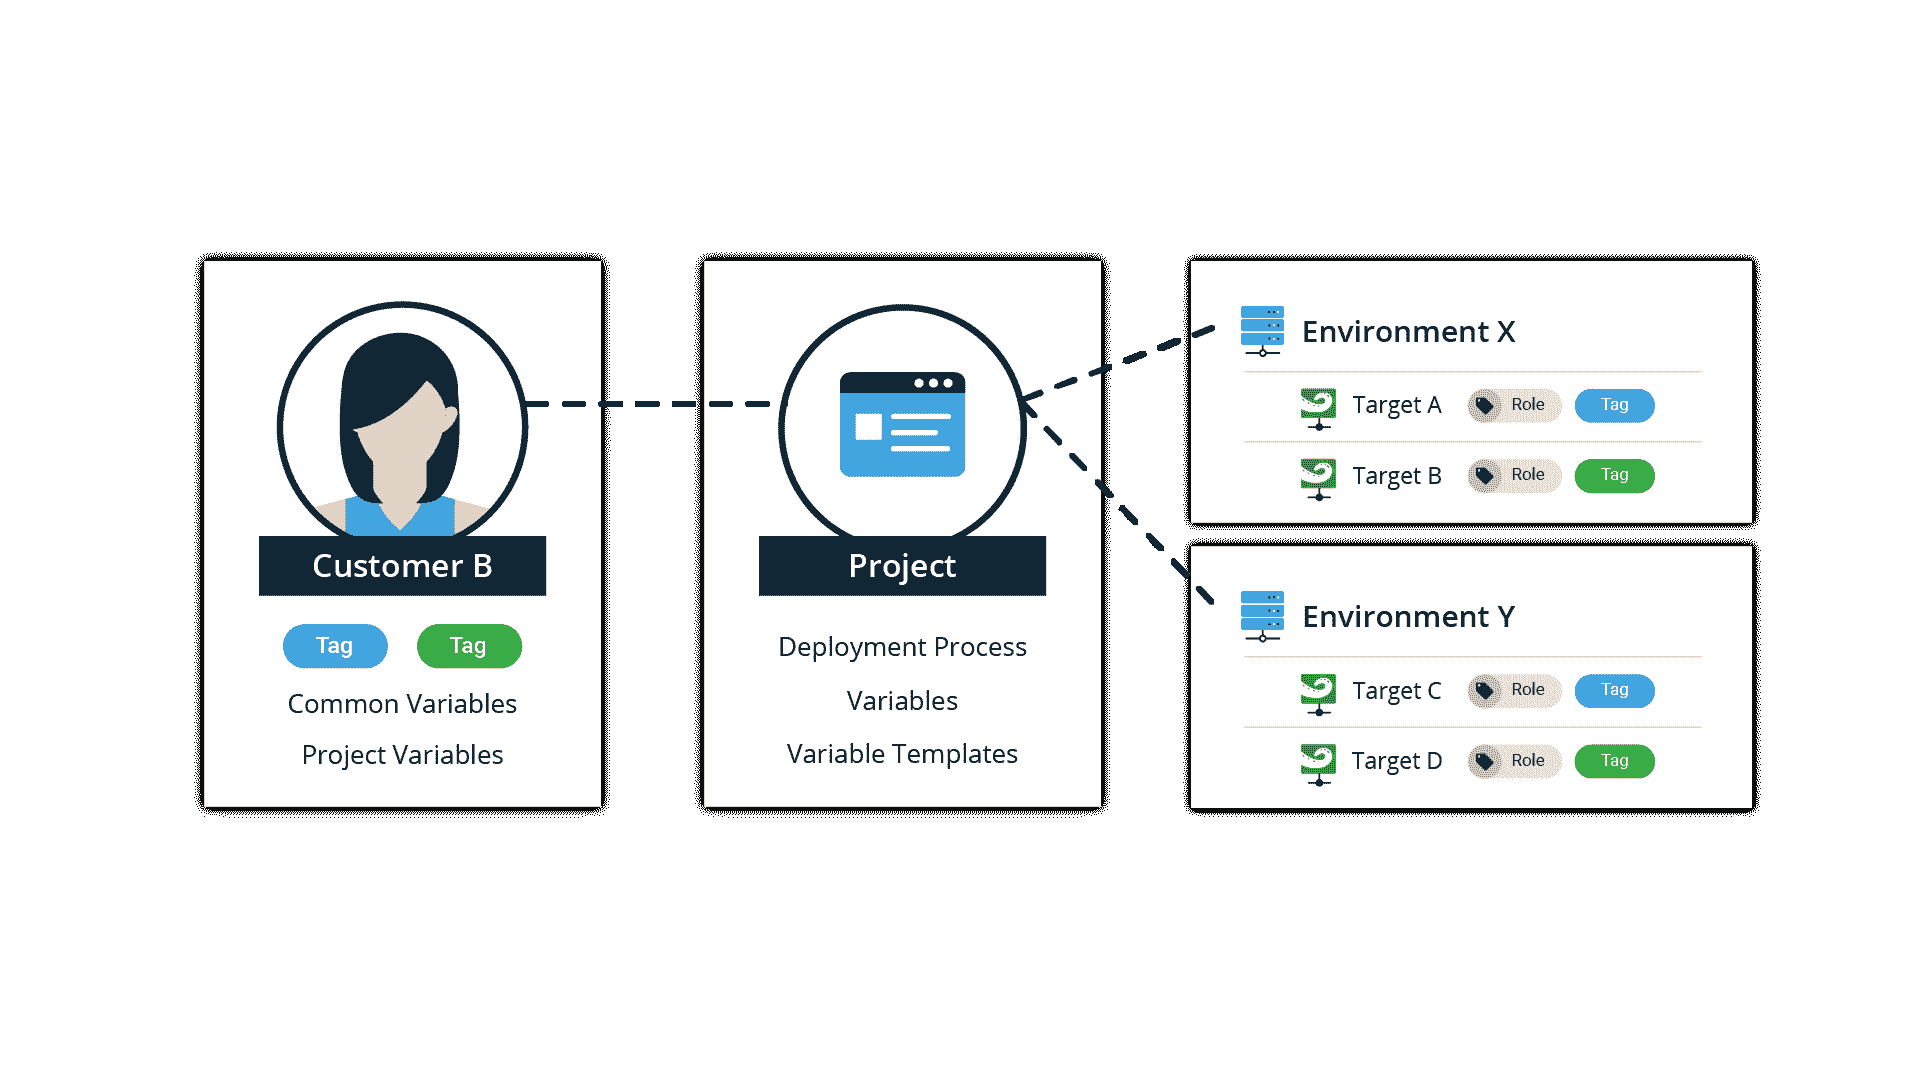 Customer B
Tag Tag
Common Variables
Project Variables
Project
Deployment Process
Variables
Variable Templates
Environment X
Target A Role Tag
Target B Role Tag
Environment Y
Target C Role Tag
Target D Role Tag